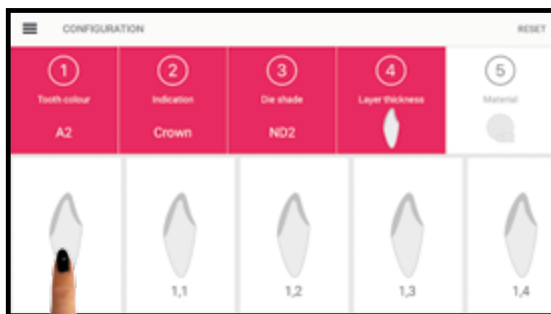 CONFIGURATION RESET
1 2 3 4 5
Tooth colour Indication Die shade Layer thickness Material
A2 Crown ND2
1,1 1,2 1,3 1,4